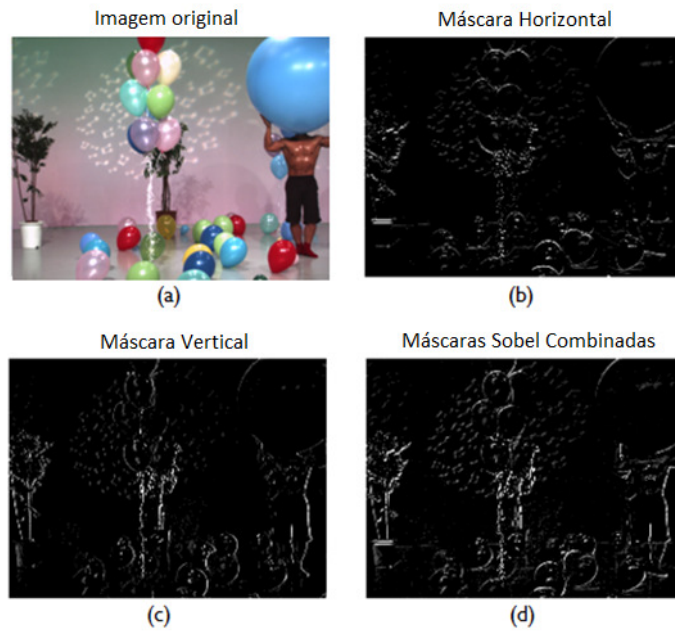 Imagem original
Máscara Horizontal
(a)
(b)
Máscara Vertical
Máscaras Sobel Combinadas
(c)
(d)